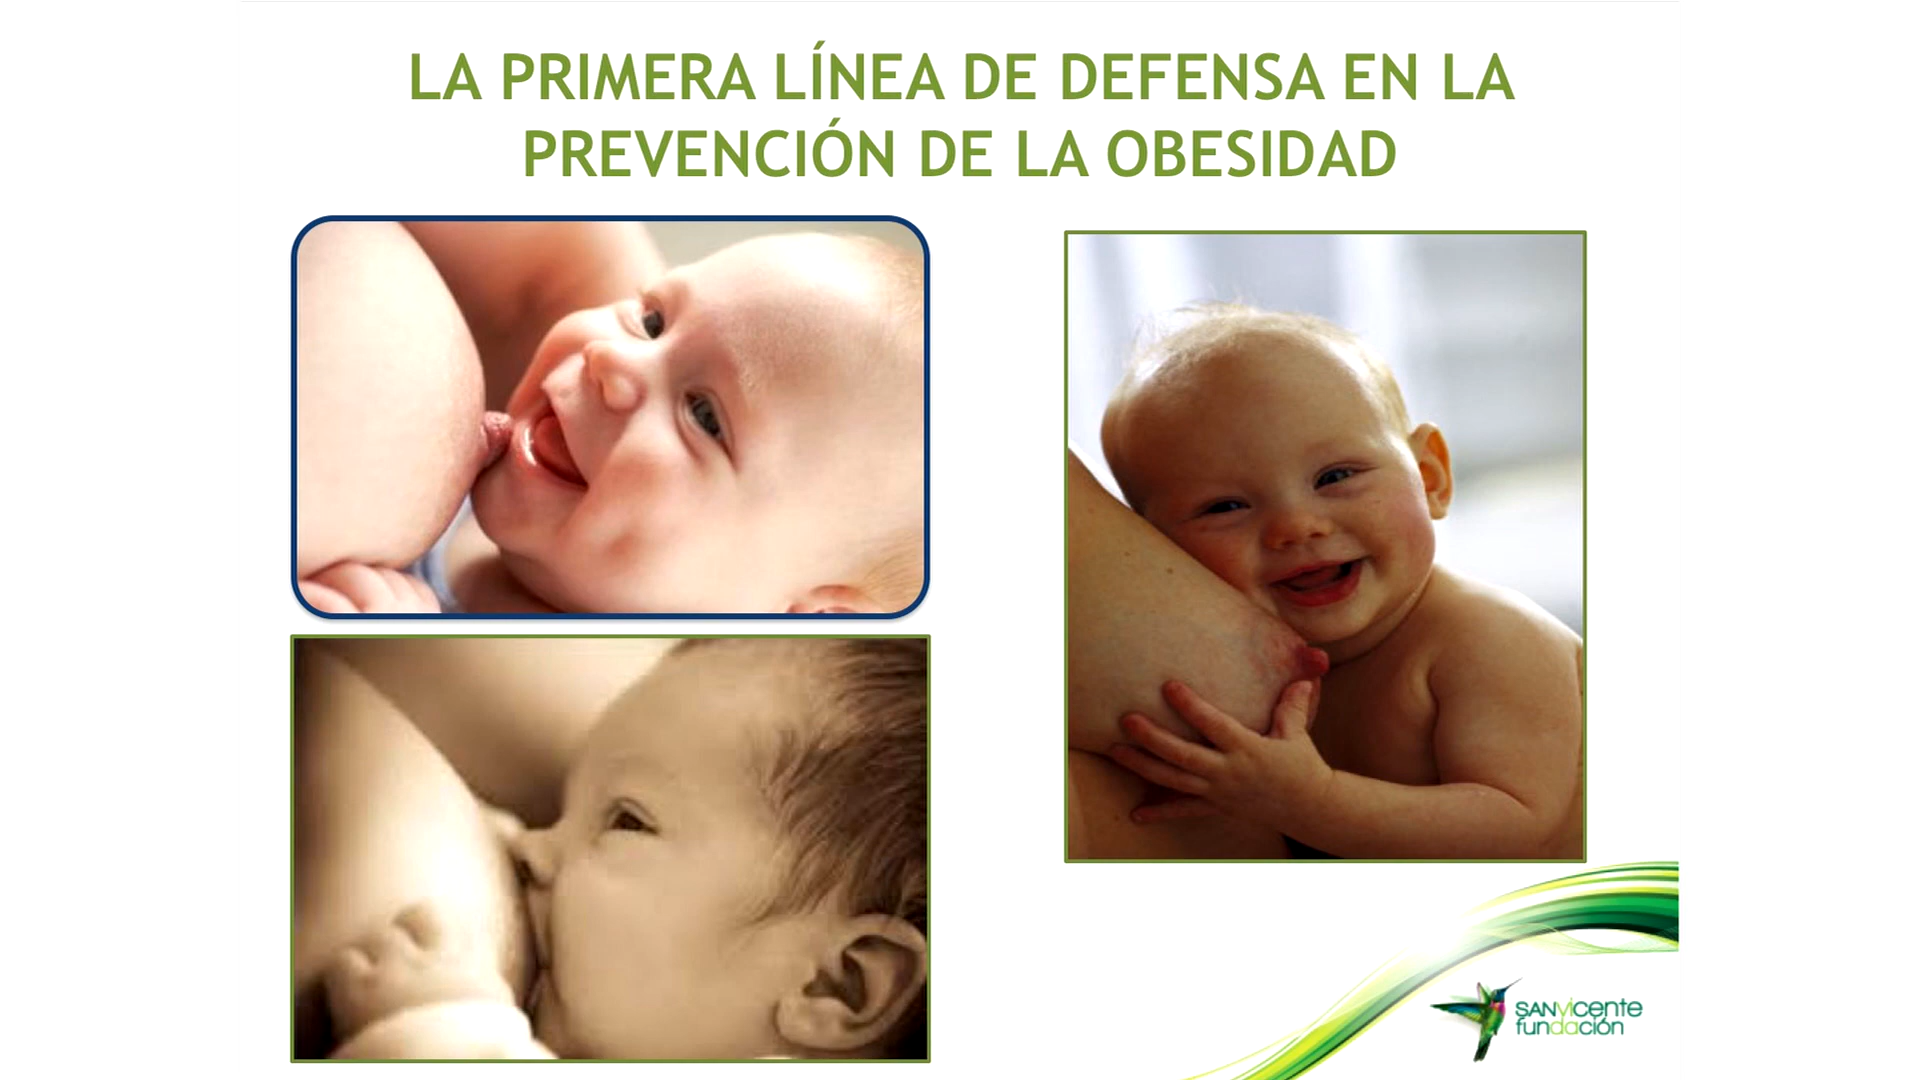 LA PRIMERA LÍNEA DE DEFENSA EN LA
PREVENCIÓN DE LA OBESIDAD
SANVICENTE
FUNDACIÓN